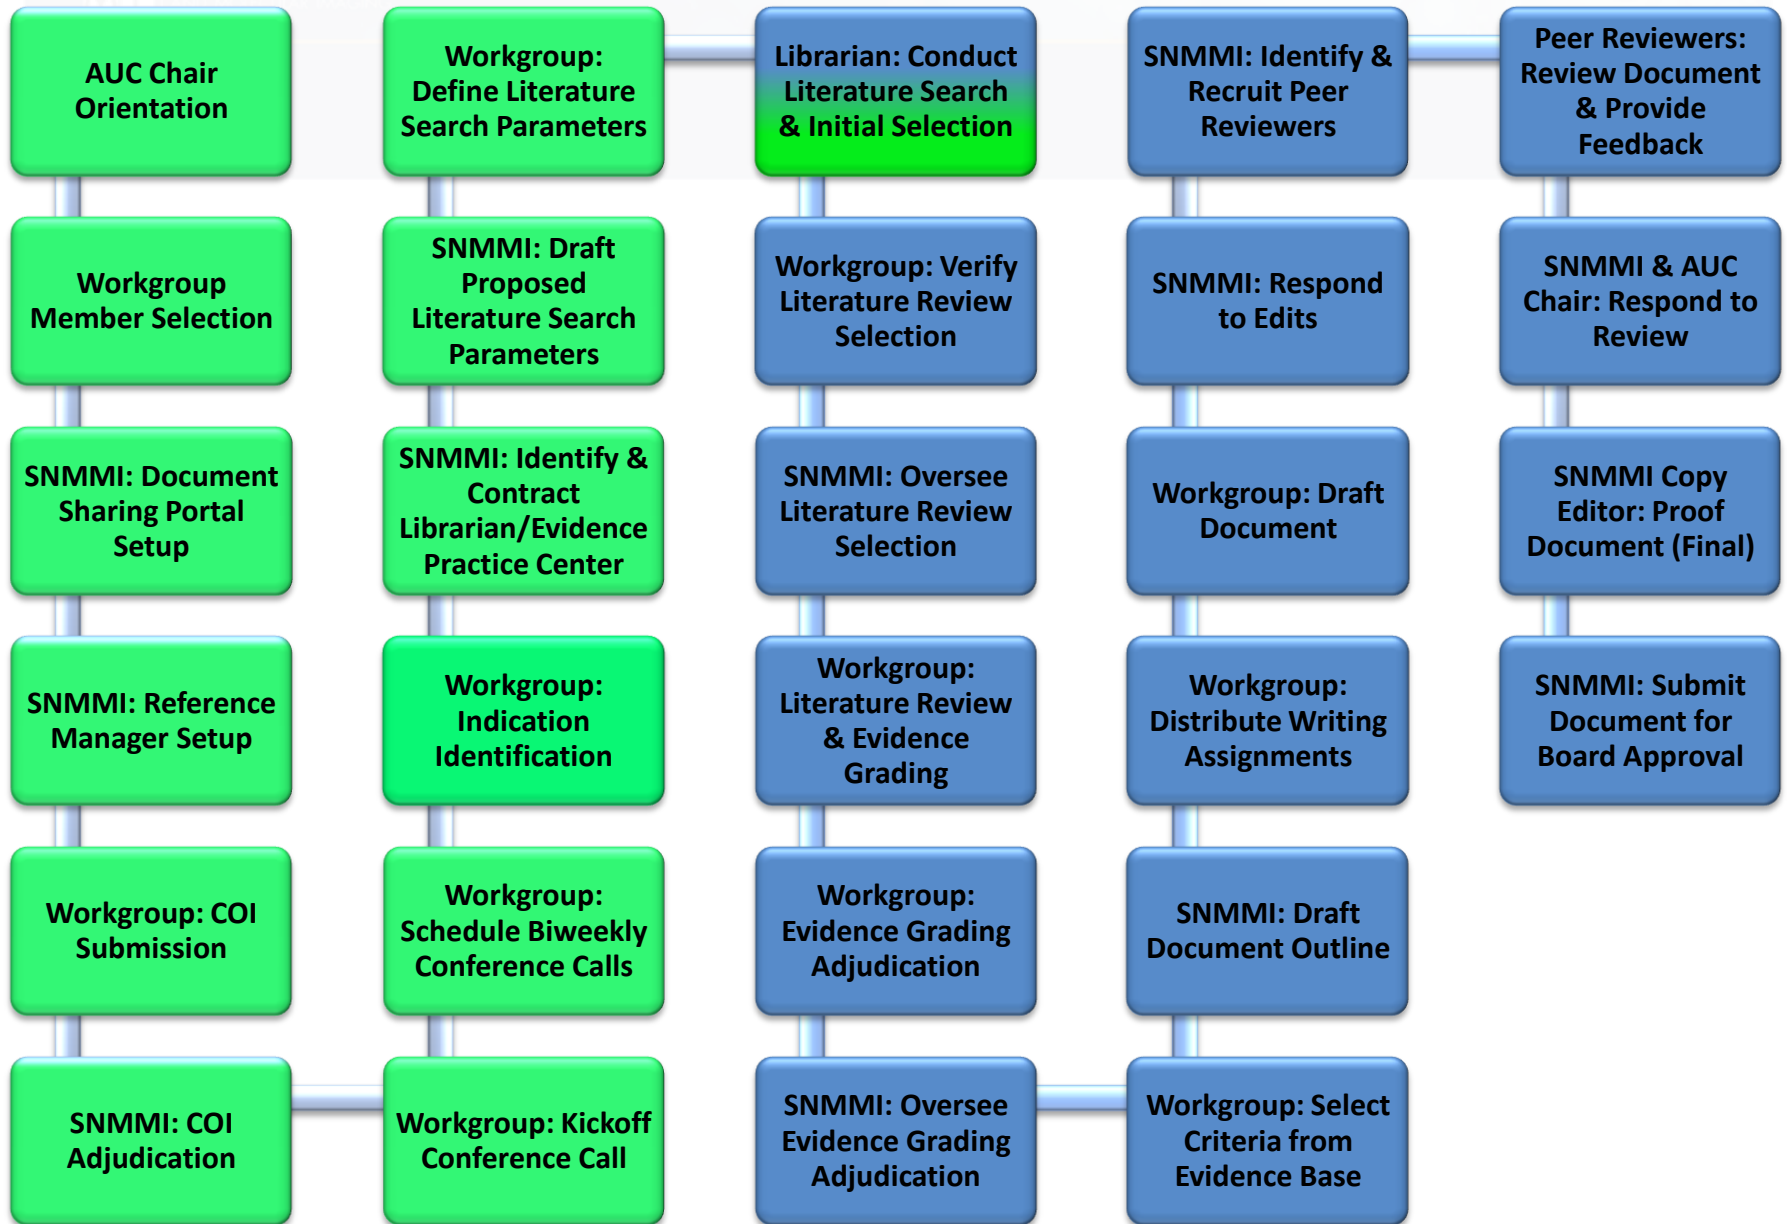 AUC Chair
Orientation
Workgroup
Member Selection
SNMMI: Document
Sharing Portal
Setup
SNMMI: Reference
Manager Setup
Workgroup: COI
Submission
SNMMI: COI
Adjudication
Workgroup: Kickoff
Conference Call
Workgroup:
Schedule Biweekly
Conference Calls
Workgroup:
Indication
Identification
SNMMI: Identify &
Contract
Librarian/Evidence
Practice Center
SNMMI: Draft
Proposed
Literature Search
Parameters
Workgroup:
Define Literature
Search Parameters
Librarian: Conduct
Literature Search
& Initial Selection
Workgroup: Verify
Literature Review
Selection
SNMMI: Oversee
Literature Review
Selection
Workgroup:
Literature Review
& Evidence
Grading
Workgroup:
Evidence Grading
Adjudication
SNMMI: Oversee
Evidence Grading
Adjudication
Workgroup: Select
Criteria from
Evidence Base
SNMMI: Draft
Document Outline
Workgroup:
Distribute Writing
Assignments
Workgroup: Draft
Document
SNMMI: Respond
to Edits
SNMMI: Identify &
Recruit Peer
Reviewers
Peer Reviewers:
Review Document
& Provide
Feedback
SNMMI & AUC
Chair: Respond to
Review
SNMMI Copy
Editor: Proof
Document (Final)
SNMMI: Submit
Document for
Board Approval